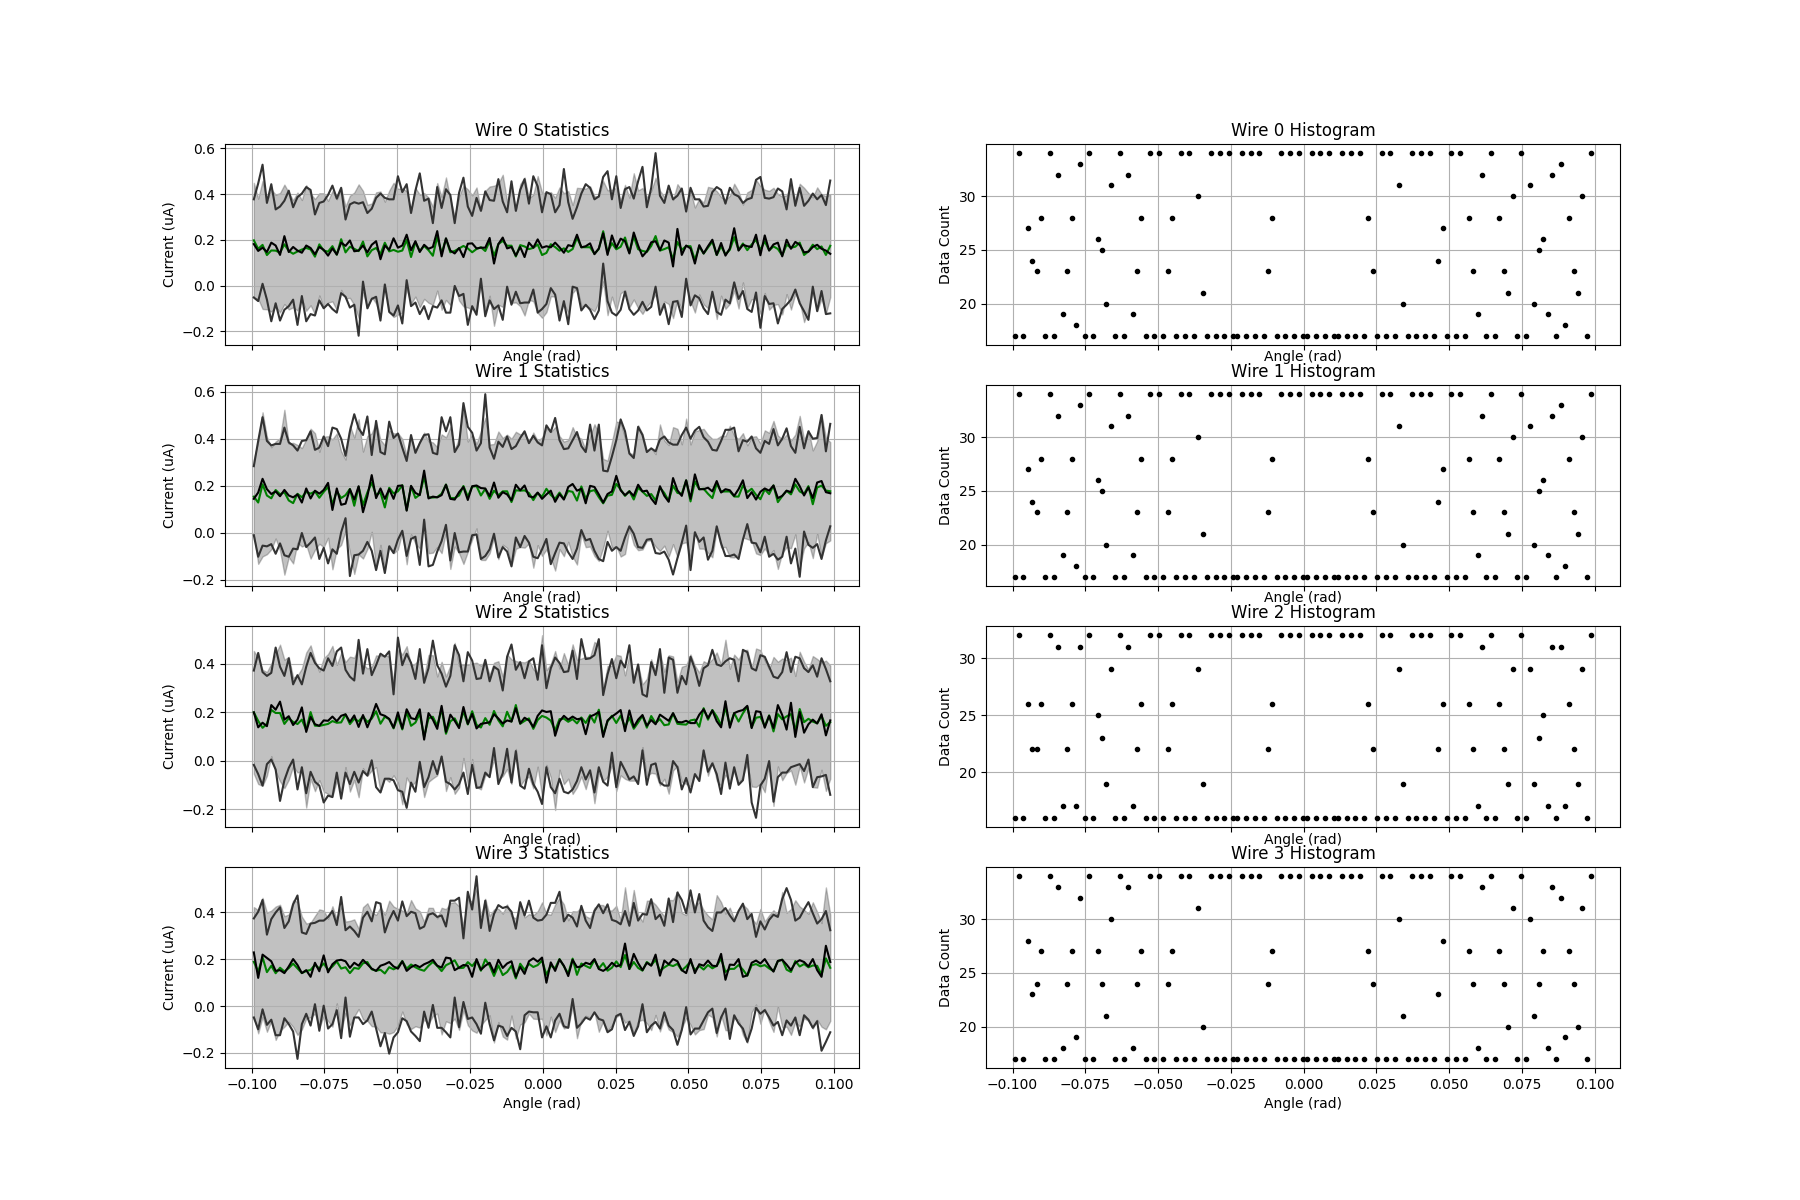 Wire 0 Statistics
Current (uA)
0.6
0.4
0.2
0.0
−0.2
Angle (rad)
Wire 0 Histogram
Data Count
30
25
20
Angle (rad)
Wire 1 Statistics
Current (uA)
0.6
0.4
0.2
0.0
−0.2
Angle (rad)
Wire 1 Histogram
Data Count
30
25
20
Angle (rad)
Wire 2 Statistics
Current (uA)
0.4
0.2
0.0
−0.2
Angle (rad)
Wire 2 Histogram
Data Count
30
25
20
Angle (rad)
Wire 3 Statistics
Current (uA)
0.4
0.2
0.0
−0.2
−0.100 −0.075 −0.050 −0.025 0.000 0.025 0.050 0.075 0.100
Angle (rad)
Wire 3 Histogram
Data Count
30
25
20
−0.100 −0.075 −0.050 −0.025 0.000 0.025 0.050 0.075 0.100
Angle (rad)